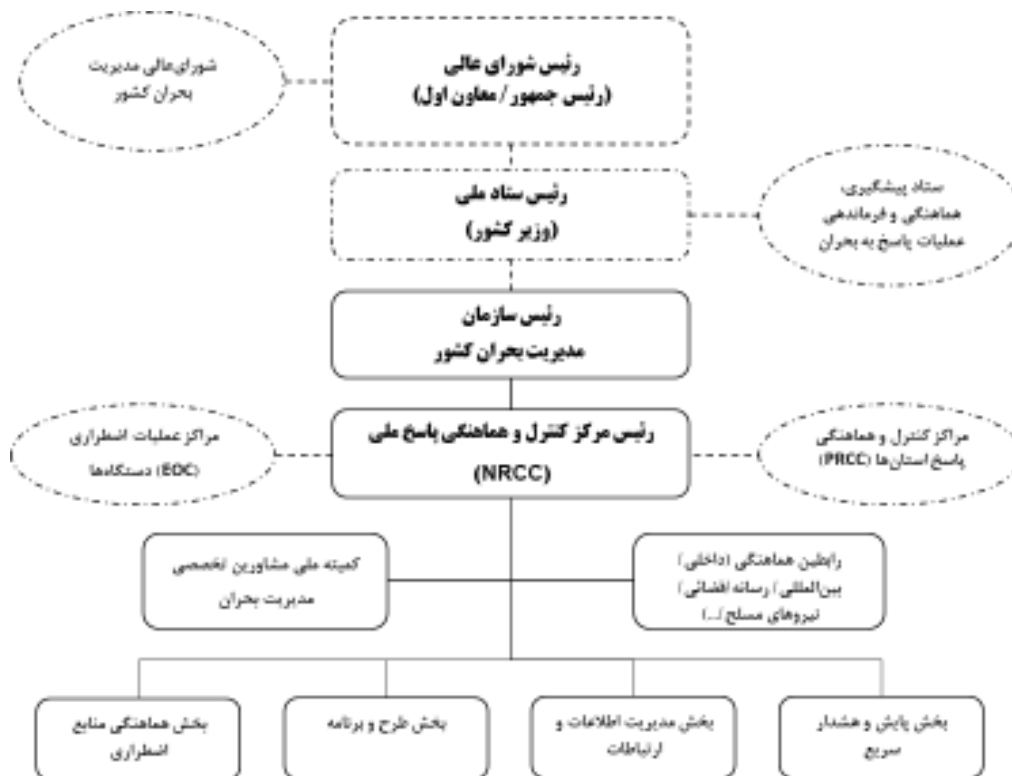 رئیس شورای عالی
(رئیس جمهور / معاون اول)
شورای‌عالی مدیریت
بحران کشور
رئیس ستاد ملی
(وزیر کشور)
ستاد پیشگیری،
هماهنگی و فرماندهی
عملیات پاسخ به بحران
رئیس سازمان
مدیریت بحران کشور
رئیس مرکز کنترل و هماهنگی پاسخ ملی
(NRCC)
مراکز کنترل و هماهنگی
پاسخ استان‌ها (PRCC)
مراکز عملیات اضطراری
(EOC) دستگاه‌ها
رابطین هماهنگی (داخلی/
بین‌المللی/ رسانه/قضائی/
نیروهای مسلح/...)
کمیته ملی مشاورین تخصصی
مدیریت بحران
بخش پایش و هشدار
سریع
بخش مدیریت اطلاعات و
ارتباطات
بخش طرح و برنامه
بخش هماهنگی منابع
اضطراری